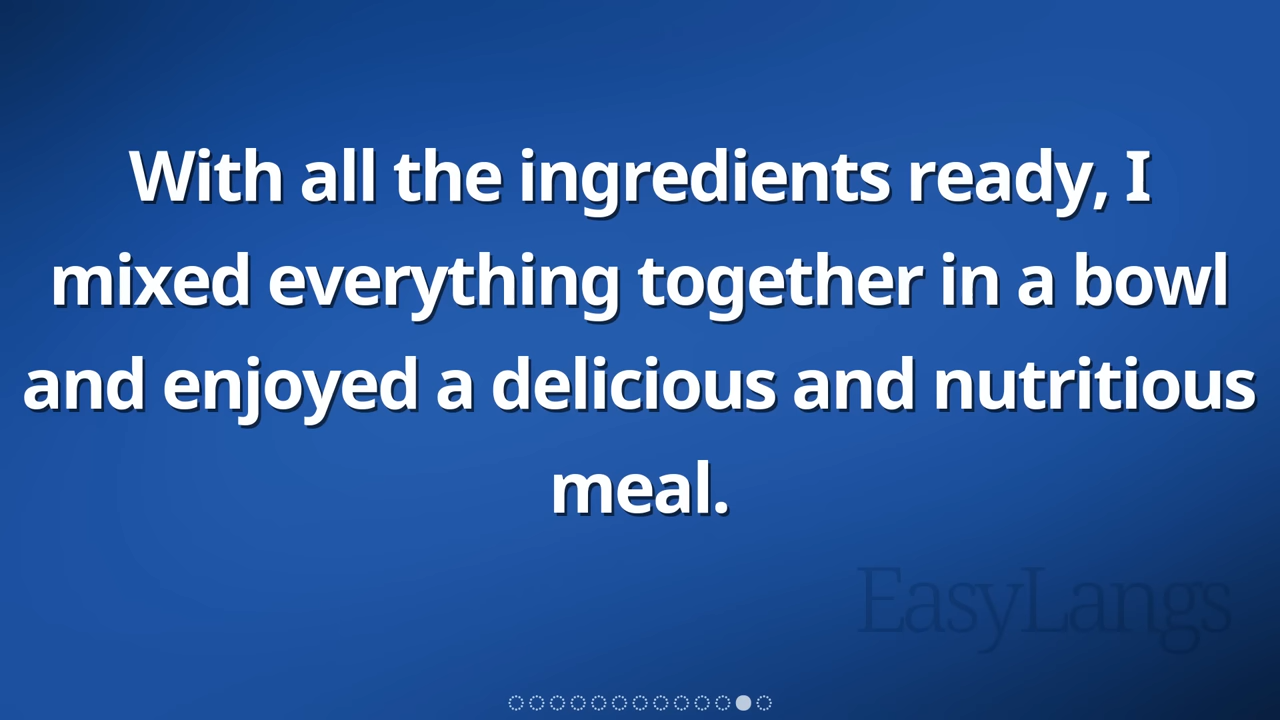 With all the ingredients ready, I
mixed everything together in a bowl
and enjoyed a delicious and nutritious
meal.
EasyLangs